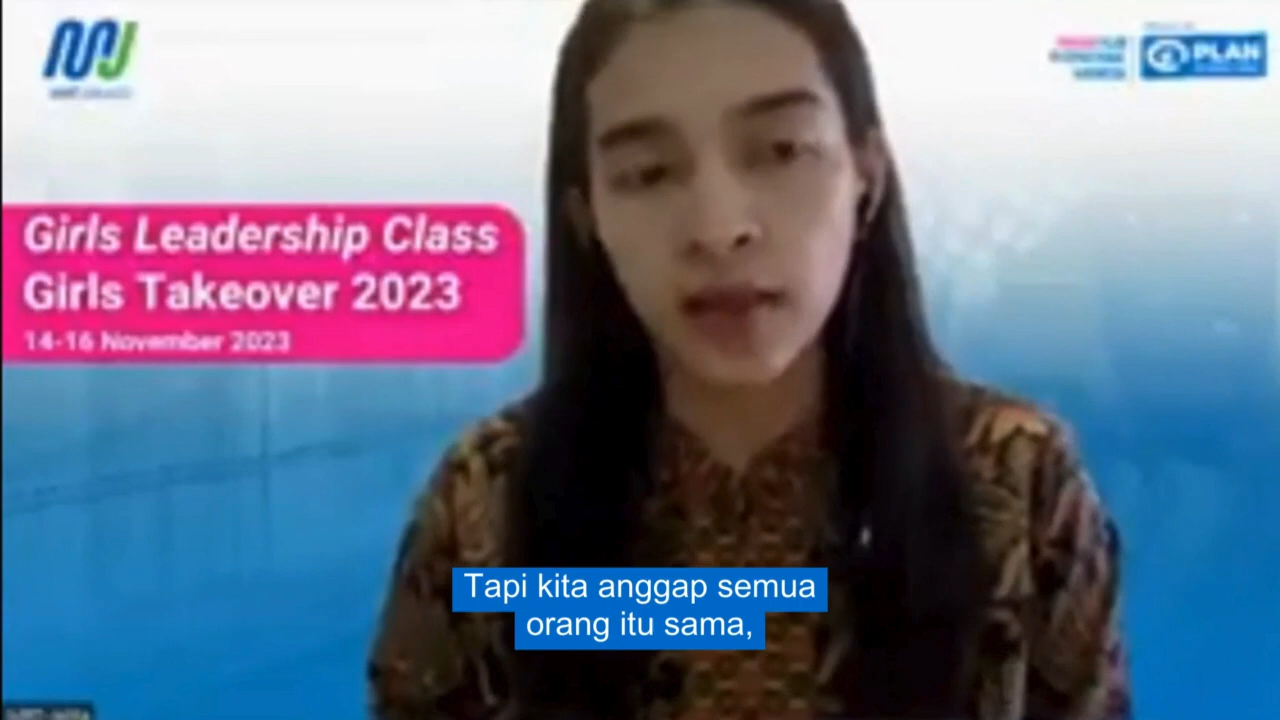 PLAN
Girls Leadership Class
Girls Takeover 2023
14-16 November 2023
Tapi kita anggap semua
orang itu sama,